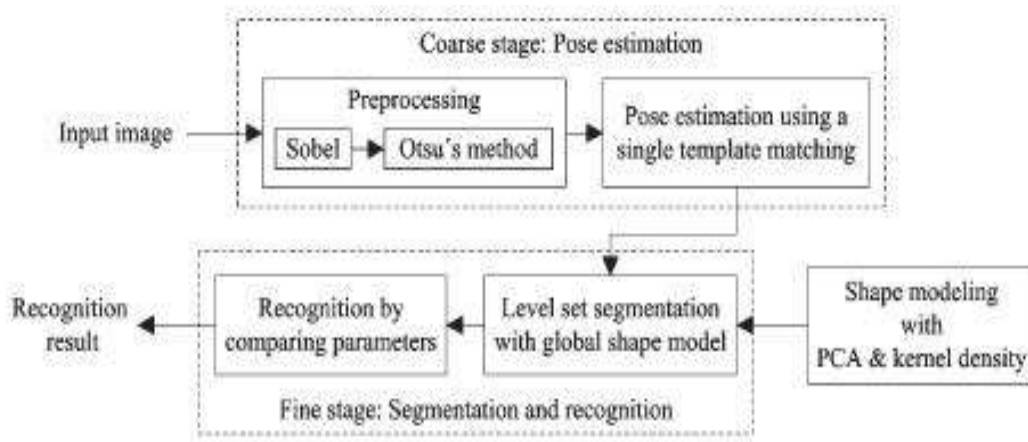 Coarse stage: Pose estimation
Input image
Preprocessing
Sobel
Otsu's method
Pose estimation using a
single template matching
Recognition
result
Recognition by
comparing parameters
Level set segmentation
with global shape model
Shape modeling
with
PCA & kernel density
Fine stage: Segmentation and recognition